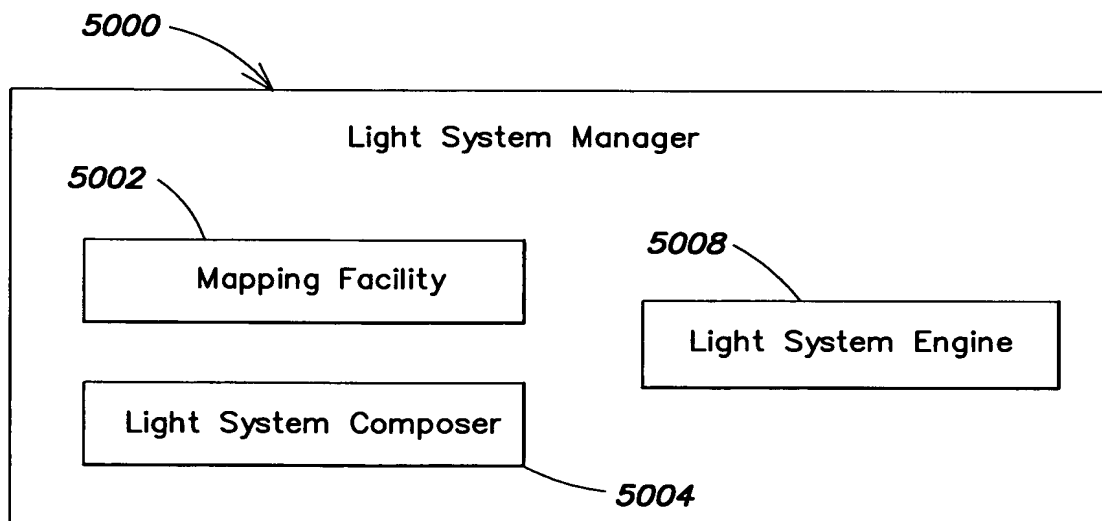 5000
Light System Manager
5002
Mapping Facility
5008
Light System Engine
Light System Composer
5004